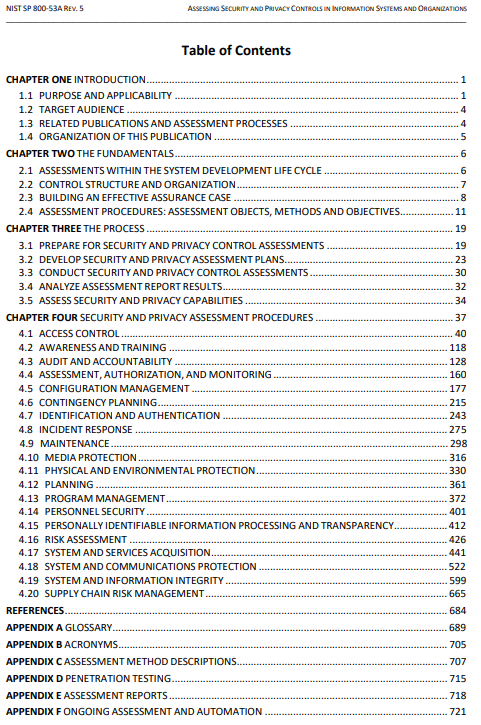 NIST SP 800-53A REV. 5 ASSESSING SECURITY AND PRIVACY CONTROLS IN INFORMATION SYSTEMS AND ORGANIZATIONS
Table of Contents
CHAPTER ONE INTRODUCTION 1
1.1 PURPOSE AND APPLICABILITY 1
1.2 TARGET AUDIENCE 4
1.3 RELATED PUBLICATIONS AND ASSESSMENT PROCESSES 4
1.4 ORGANIZATION OF THIS PUBLICATION 5
CHAPTER TWO THE FUNDAMENTALS 6
2.1 ASSESSMENTS WITHIN THE SYSTEM DEVELOPMENT LIFE CYCLE 6
2.2 CONTROL STRUCTURE AND ORGANIZATION 7
2.3 BUILDING AN EFFECTIVE ASSURANCE CASE 8
2.4 ASSESSMENT PROCEDURES: ASSESSMENT OBJECTS, METHODS AND OBJECTIVES 11
CHAPTER THREE THE PROCESS 19
3.1 PREPARE FOR SECURITY AND PRIVACY CONTROL ASSESSMENTS 19
3.2 DEVELOP SECURITY AND PRIVACY ASSESSMENT PLANS 23
3.3 CONDUCT SECURITY AND PRIVACY CONTROL ASSESSMENTS 30
3.4 ANALYZE ASSESSMENT REPORT RESULTS 32
3.5 ASSESS SECURITY AND PRIVACY CAPABILITIES 34
CHAPTER FOUR SECURITY AND PRIVACY ASSESSMENT PROCEDURES 37
4.1 ACCESS CONTROL 40
4.2 AWARENESS AND TRAINING 118
4.3 AUDIT AND ACCOUNTABILITY 128
4.4 ASSESSMENT, AUTHORIZATION, AND MONITORING 160
4.5 CONFIGURATION MANAGEMENT 177
4.6 CONTINGENCY PLANNING 215
4.7 IDENTIFICATION AND AUTHENTICATION 243
4.8 INCIDENT RESPONSE 275
4.9 MAINTENANCE 298
4.10 MEDIA PROTECTION 316
4.11 PHYSICAL AND ENVIRONMENTAL PROTECTION 330
4.12 PLANNING 361
4.13 PROGRAM MANAGEMENT 372
4.14 PERSONNEL SECURITY 401
4.15 PERSONALLY IDENTIFIABLE INFORMATION PROCESSING AND TRANSPARENCY 412
4.16 RISK ASSESSMENT 426
4.17 SYSTEM AND SERVICES ACQUISITION 441
4.18 SYSTEM AND COMMUNICATIONS PROTECTION 522
4.19 SYSTEM AND INFORMATION INTEGRITY 599
4.20 SUPPLY CHAIN RISK MANAGEMENT 665
REFERENCES 684
APPENDIX A GLOSSARY 689
APPENDIX B ACRONYMS 705
APPENDIX C ASSESSMENT METHOD DESCRIPTIONS 707
APPENDIX D PENETRATION TESTING 715
APPENDIX E ASSESSMENT REPORTS 718
APPENDIX F ONGOING ASSESSMENT AND AUTOMATION 721